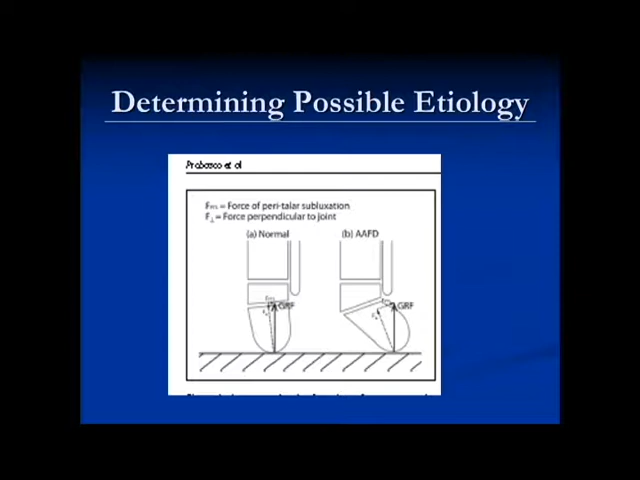 Determining Possible Etiology
Probasco et al
= Force of peri-talar subluxation
F⊥ = Force perpendicular to joint
(a) Normal (b) AAFD
GRF GRF